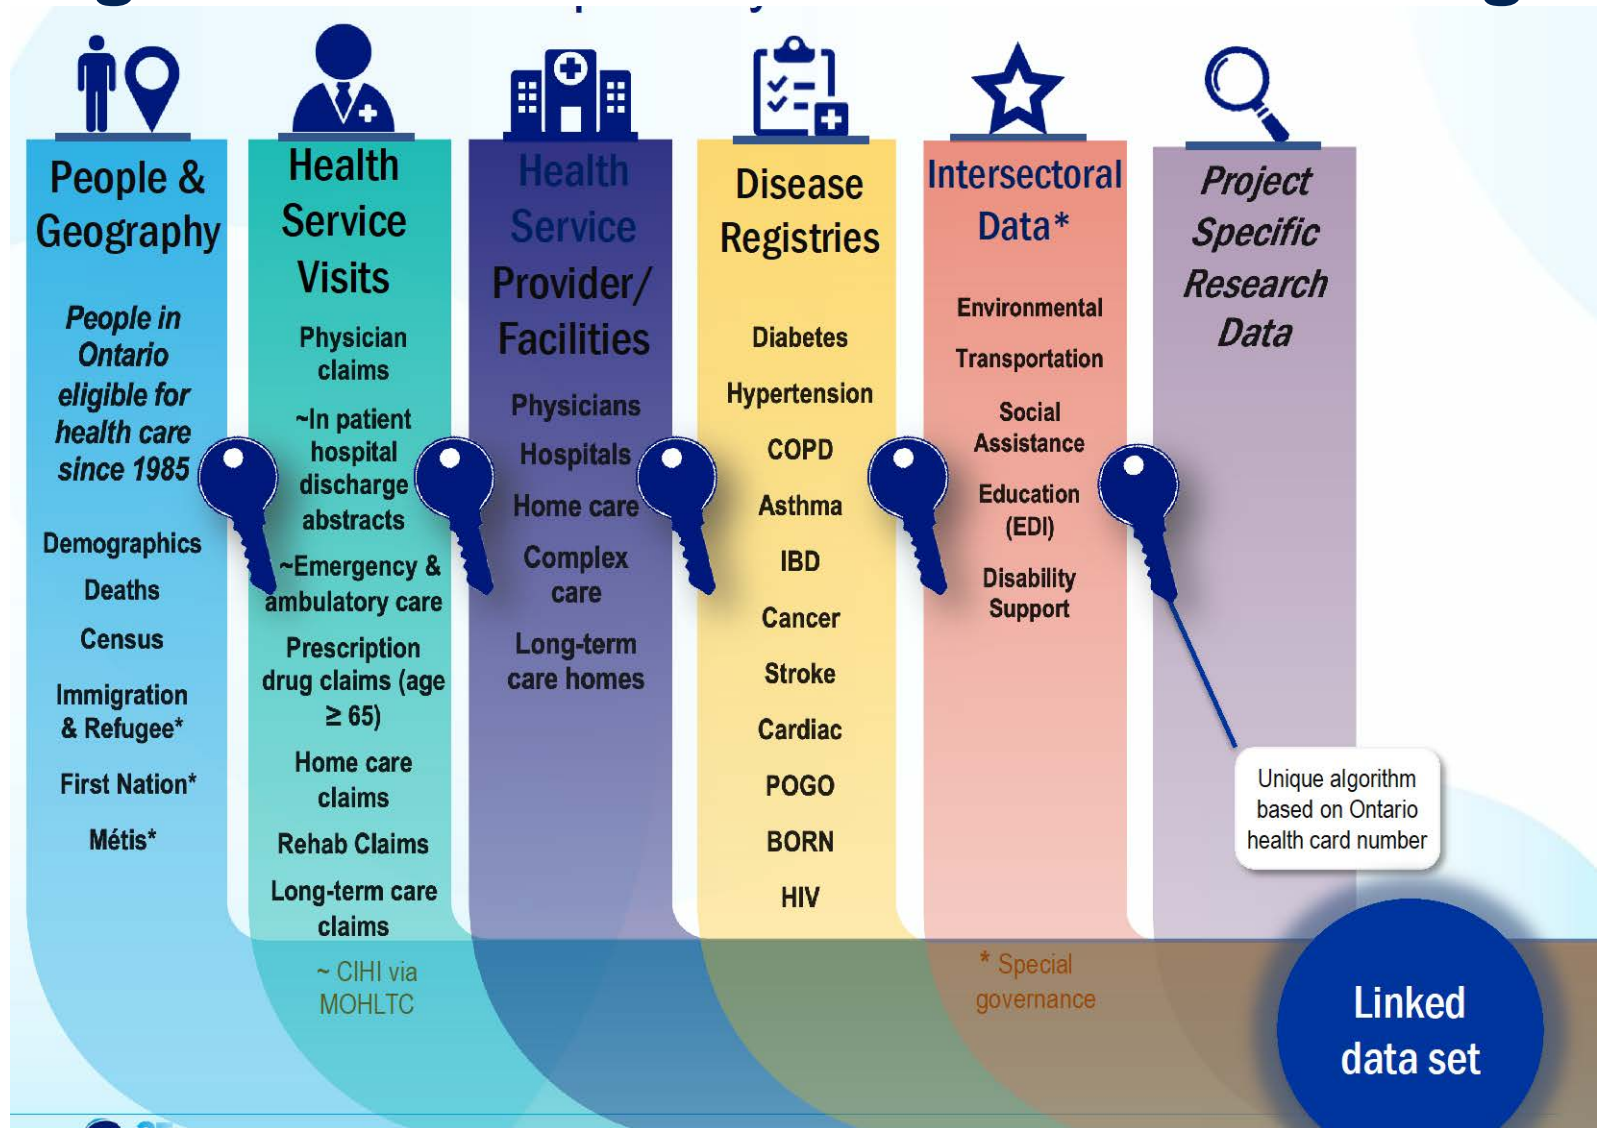 People &
Geography
People in
Ontario
eligible for
health care
since 1985
Demographics
Deaths
Census
Immigration
& Refugee*
First Nation*
Métis*
Health
Service
Visits
Physician
claims
~In patient
hospital
discharge
abstracts
~Emergency &
ambulatory care
Prescription
drug claims (age
≥ 65)
Home care
claims
Rehab Claims
Long-term care
claims
~ CIHI via
MOHLTC
Health
Service
Provider/
Facilities
Physicians
Hospitals
Home care
Complex
care
Long-term
care homes
Disease
Registries
Diabetes
Hypertension
COPD
Asthma
IBD
Cancer
Stroke
Cardiac
POGO
BORN
HIV
Intersectoral
Data*
Environmental
Transportation
Social
Assistance
Education
(EDI)
Disability
Support
* Special
governance
Project
Specific
Research
Data
Unique algorithm
based on Ontario
health card number
Linked
data set